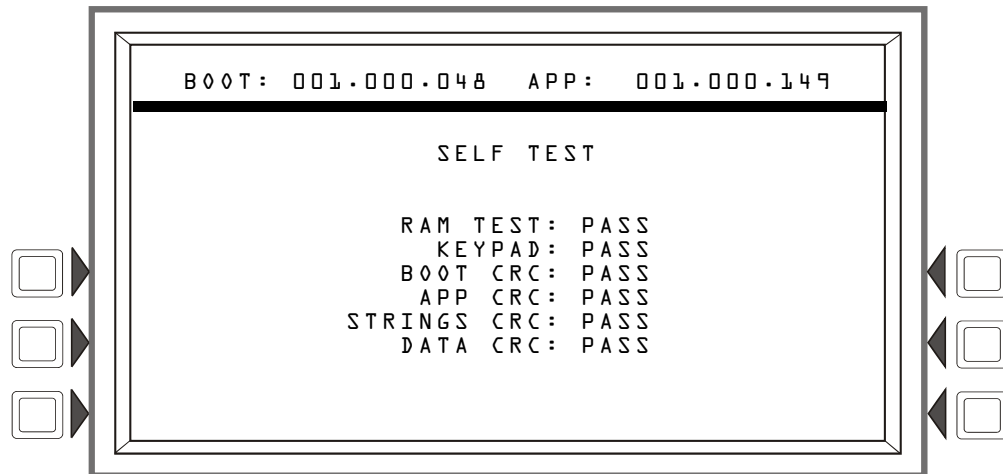 BOOT: 001.000.048 APP: 001.000.149
SELF TEST
RAM TEST: PASS
KEYPAD: PASS
BOOT CRC: PASS
APP CRC: PASS
STRINGS CRC: PASS
DATA CRC: PASS